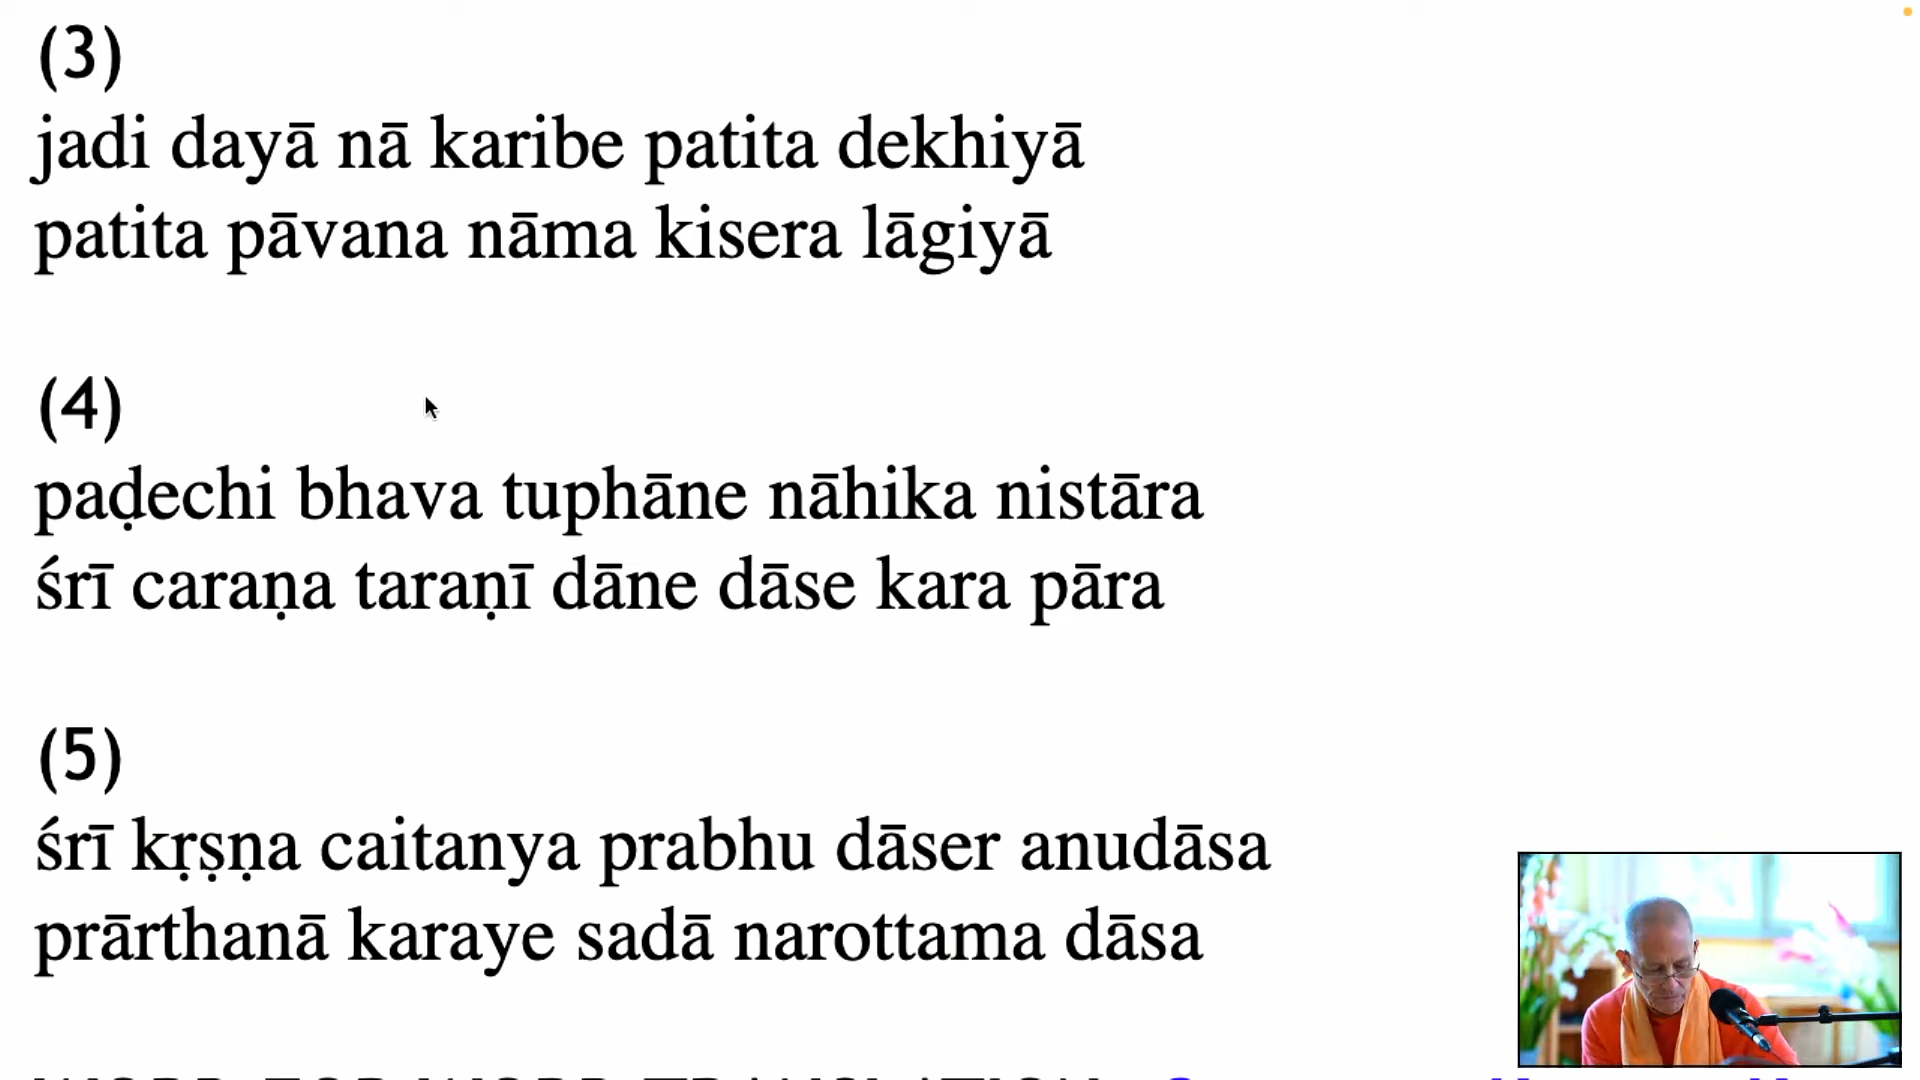 (3)
jadi dayā nā karibe patita dekhiyā
patita pāvana nāma kisera lāgiyā
(4)
paḍechi bhava tuphāne nāhika nistāra
śrī caraṇa taraṇī dāne dāse kara pāra
(5)
śrī kṛṣṇa caitanya prabhu dāser anudāsa
prārthanā karaye sadā narottama dāsa